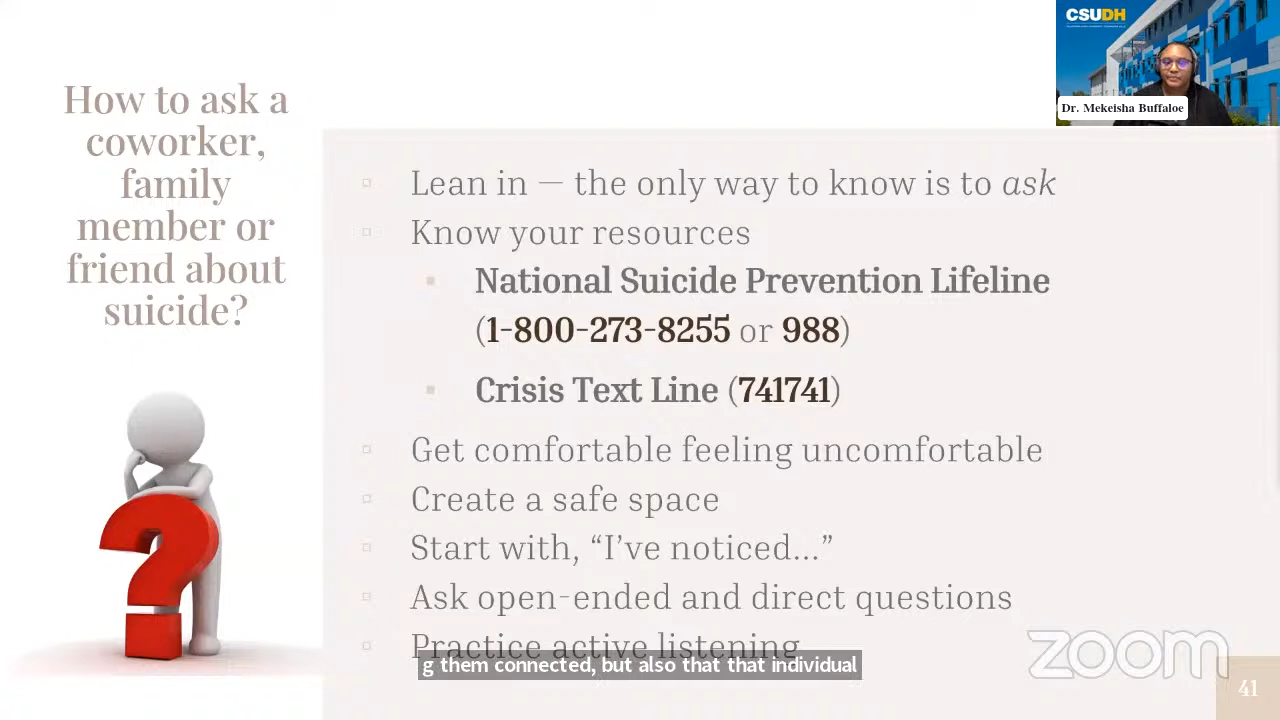 CSUDH
Dr. Mekeisha Buffaloe
How to ask a
coworker,
family
member or
friend about
suicide?
Lean in — the only way to know is to ask
Know your resources
National Suicide Prevention Lifeline
(1-800-273-8255 or 988)
Crisis Text Line (741741)
Get comfortable feeling uncomfortable
Create a safe space
Start with, “I’ve noticed...”
Ask open-ended and direct questions
Practice active listening
g them connected, but also that that individual
zoom
41